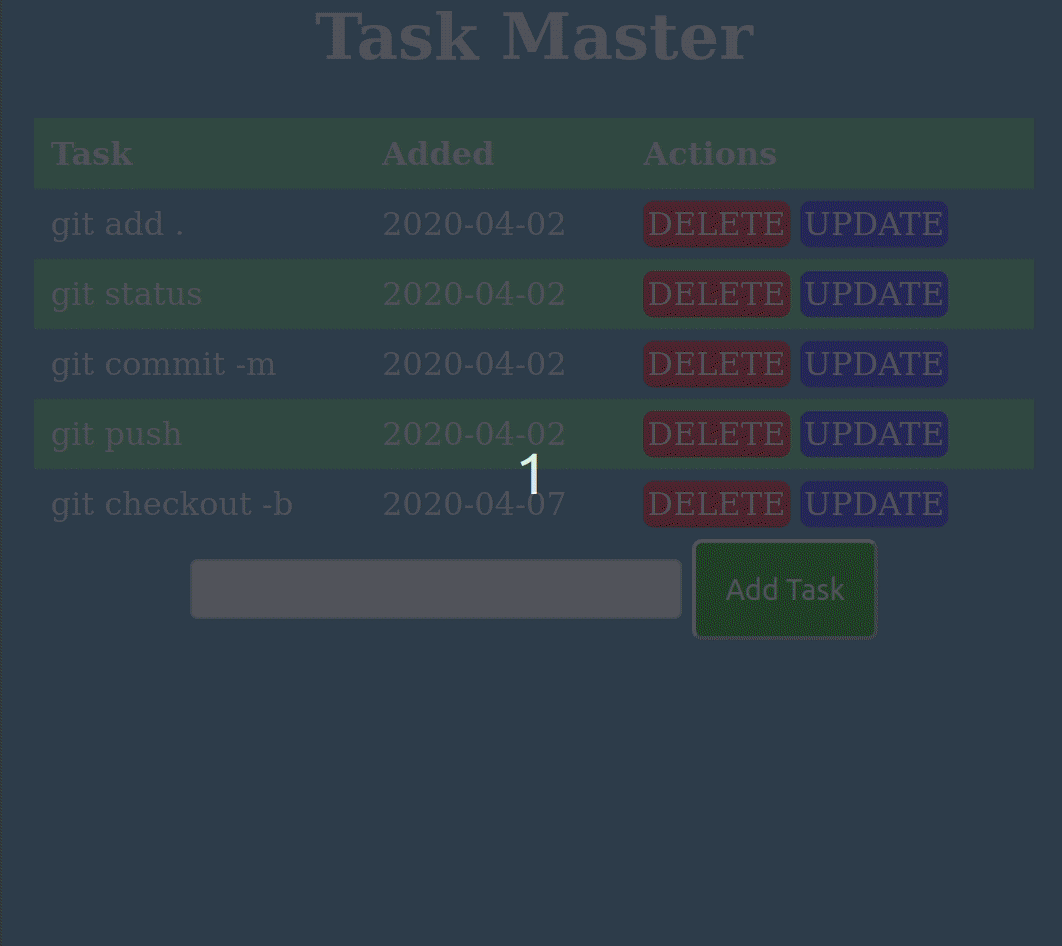 Task Master
Task Added Actions
git add . 2020-04-02 DELETE UPDATE
git status 2020-04-02 DELETE UPDATE
git commit -m 2020-04-02 DELETE UPDATE
git push 2020-04-02 DELETE UPDATE
1
git checkout -b 2020-04-07 DELETE UPDATE
Add Task